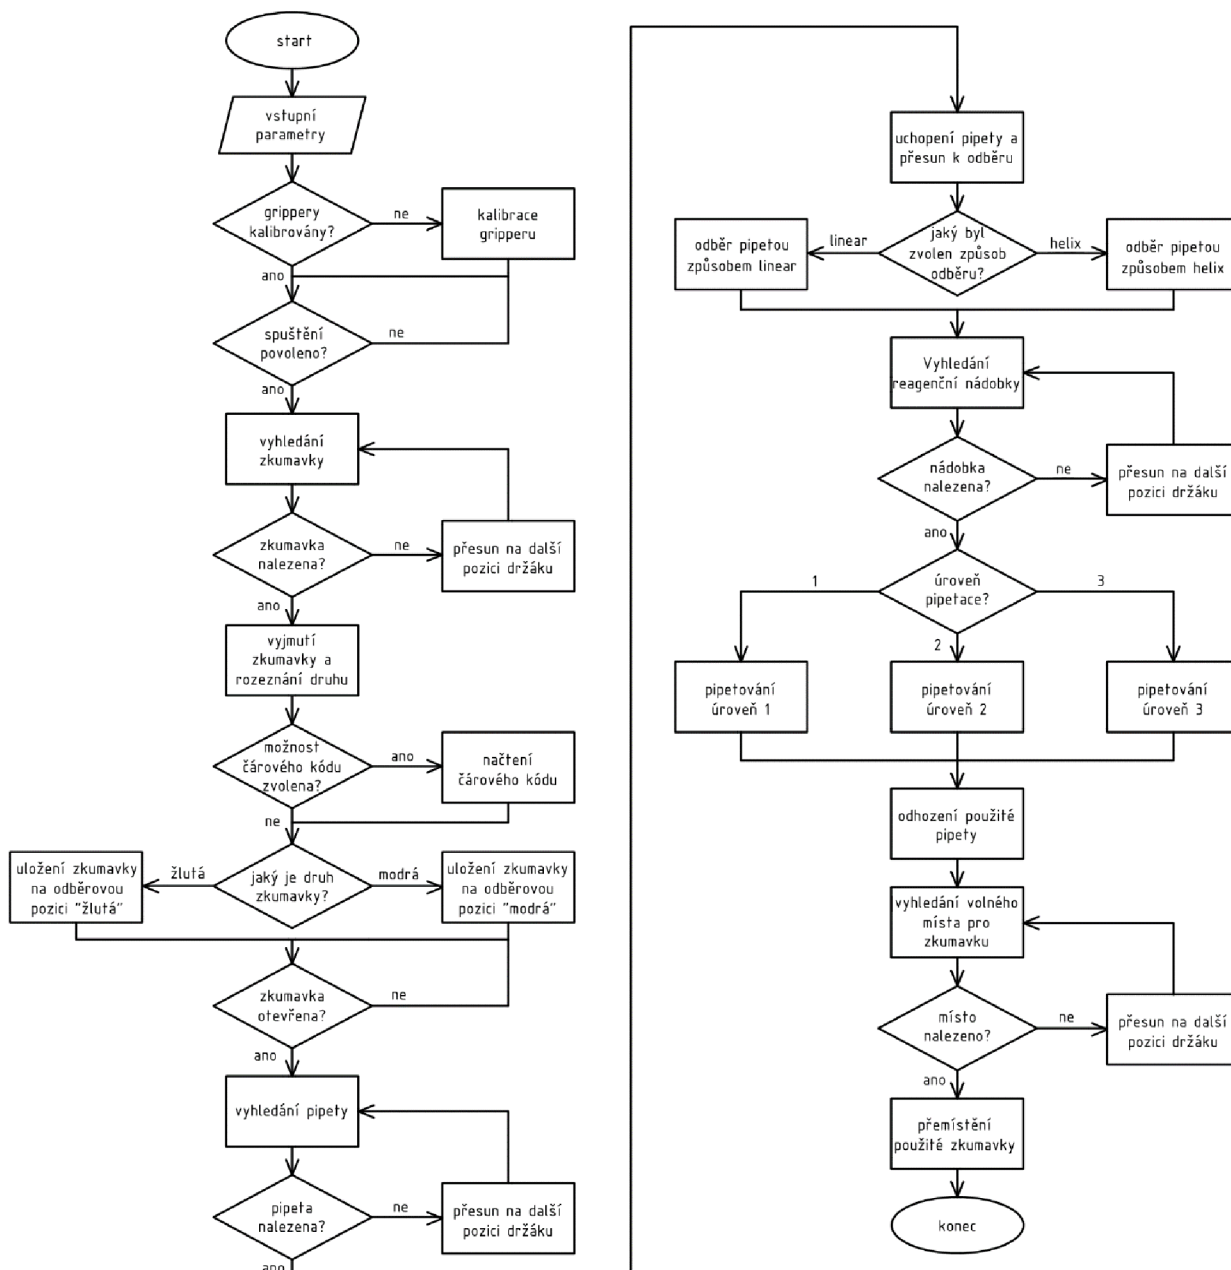 start
vstupní
parametry
grippery
kalibrovány?
ne
kalibrace
gripperu
ano
spuštění
povoleno?
ne
ano
vyhledání
zkumavky
zkumavka
nalezena?
ne
přesun na další
pozici držáku
ano
vyjmutí
zkumavky a
rozeznání druhu
možnost
čárového kódu
zvolena?
ano
načtení
čárového kódu
ne
uložení zkumavky
na odběrovou
pozici "žlutá"
žlutá
jaký je druh
zkumavky?
modrá
uložení zkumavky
na odběrovou
pozici "modrá"
zkumavka
otevřena?
ne
ano
vyhledání pipety
pipeta
nalezena?
ne
přesun na další
pozici držáku
ano
uchopení pipety a
přesun k odběru
odběr pipetou
způsobem linear
linear
jaký byl
zvolen způsob
odběru?
helix
odběr pipetou
způsobem helix
Vyhledání
reagenční nádobky
nádobka
nalezena?
ne
přesun na další
pozici držáku
ano
1
úroveň
pipetace?
3
2
pipetování
úroveň 1
pipetování
úroveň 2
pipetování
úroveň 3
odhození použité
pipety
vyhledání volného
místa pro
zkumavku
místo
nalezeno?
ne
přesun na další
pozici držáku
ano
přemístění
použité zkumavky
konec